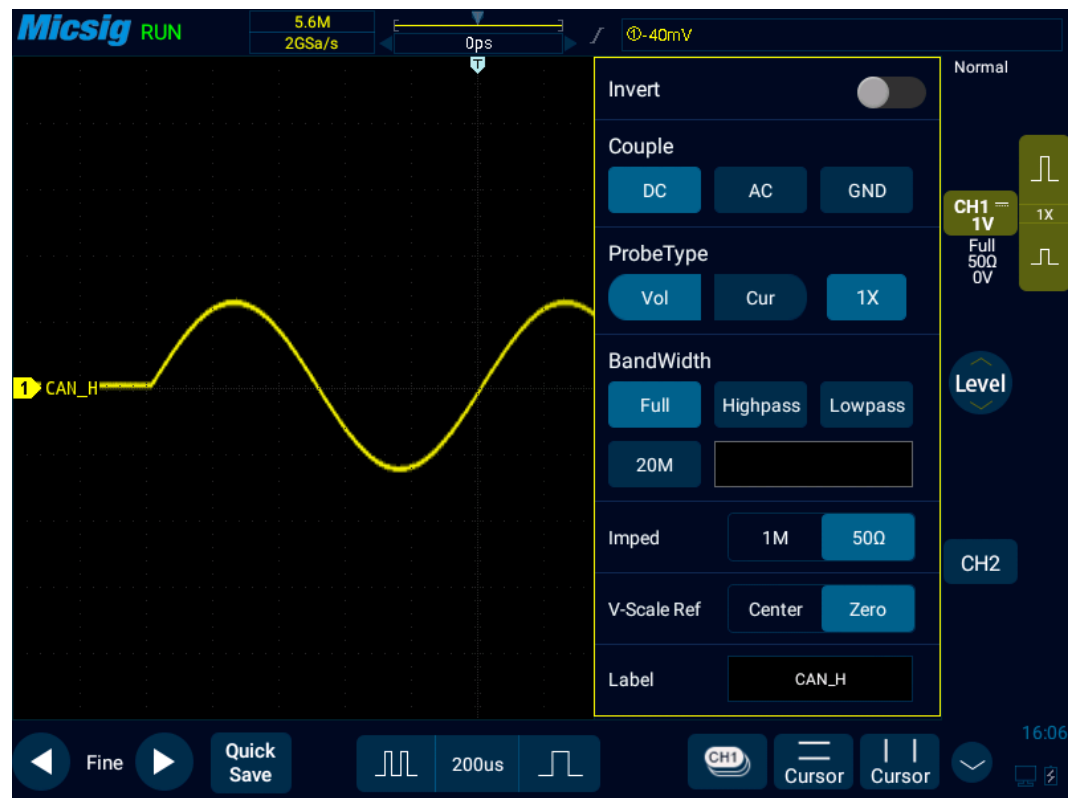 Micsig RUN
5.6M
2GSa/s
0ps
①-40mV
T
Normal
Invert
Couple
DC AC GND
ProbeType
Vol Cur 1X
BandWidth
Full Highpass Lowpass
20M
Imped 1M 50Ω
V-Scale Ref Center Zero
Label CAN_H
1 CAN_H
CH1
1V
Full
50Ω
0V
1X
Level
CH2
Fine
Quick
Save
200us
CH1
Cursor
Cursor
16:06